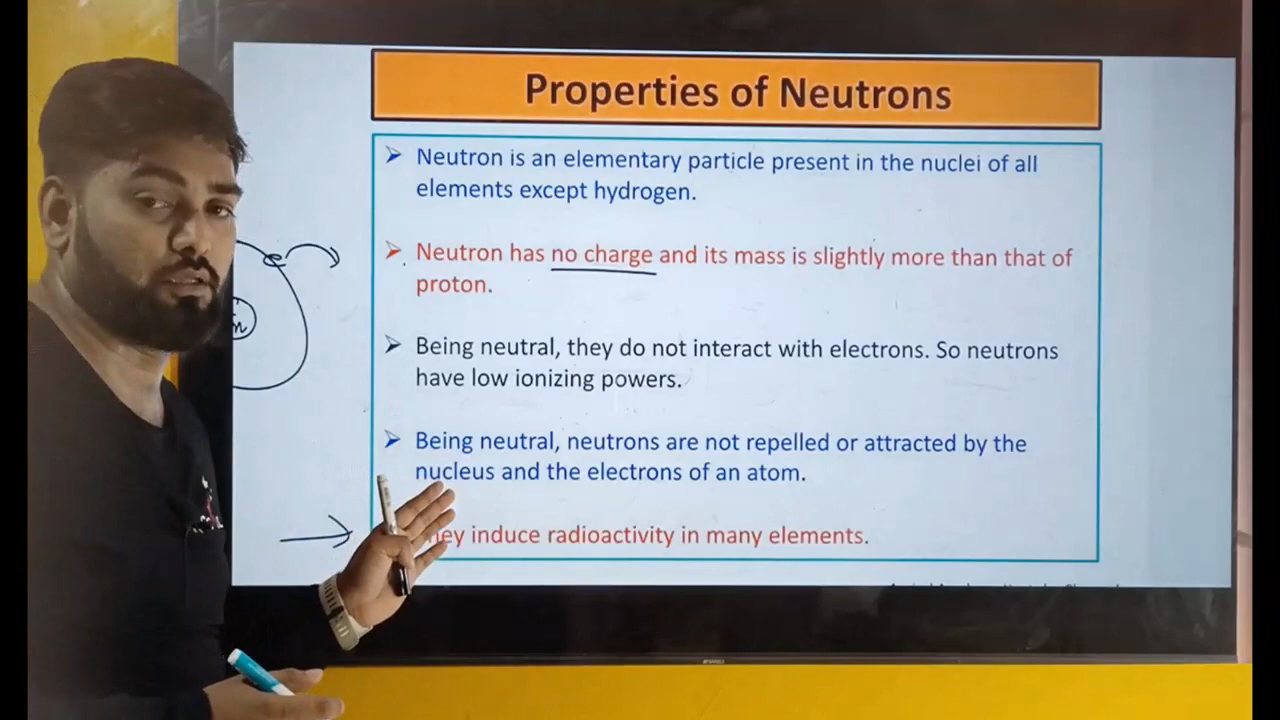 Properties of Neutrons
➢ Neutron is an elementary particle present in the nuclei of all
elements except hydrogen.
➢ Neutron has no charge and its mass is slightly more than that of
proton.
➢ Being neutral, they do not interact with electrons. So neutrons
have low ionizing powers.
➢ Being neutral, neutrons are not repelled or attracted by the
nucleus and the electrons of an atom.
hey induce radioactivity in many elements.
n